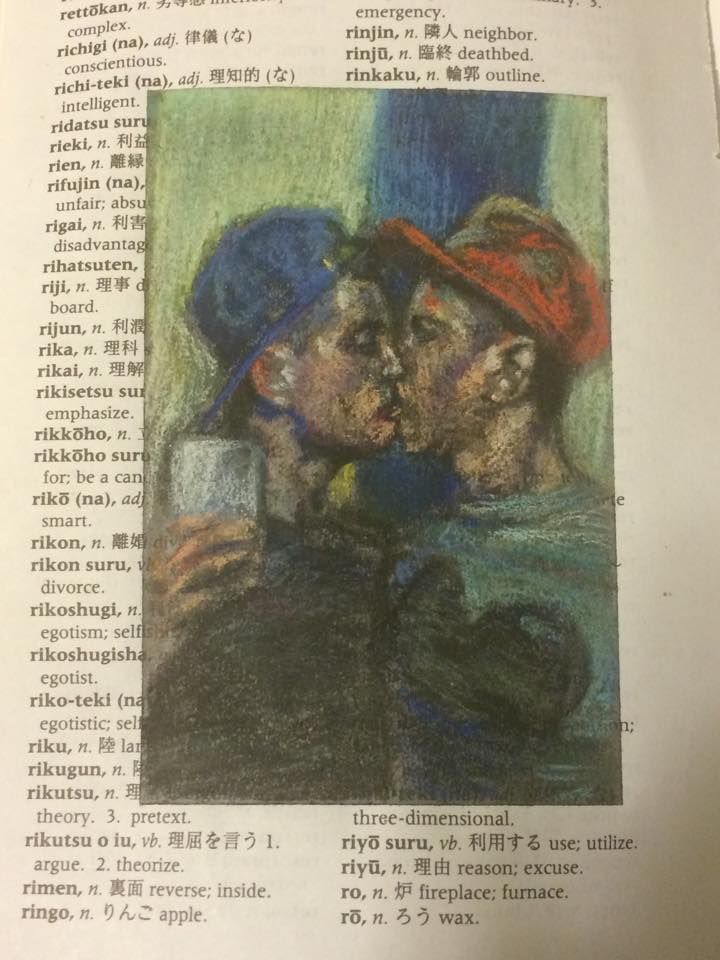 rettōkan, n. 劣等感
complex.
richigi (na), adj. 律儀 (な)
conscientious.
richi-teki (na), adj. 理知的 (な)
intelligent.
ridatsu suru
rieki, n. 利益
rien, n. 離縁
rifujin (na),
unfair;
rigai, n. 利害
rihatsuten,
riji, n. 理事
board.
rijun, n. 利潤
rika, n. 理科
rikai, n. 理解
rikisetsu
emphasize.
rikkōho, n.
rikkōho suru
for; be a
rikō (na), adj
smart.
rikon, n. 離婚
rikon suru,
divorce.
rikoshugi, n.
egotism;
rikoshugisha,
egotist.
riko-teki (na
egotistic;
riku, n. 陸
rikugun, n.
rikutsu, n. 理
theory. 3. pretext.
rikutsu o iu, vb. 理屈を言う 1.
argue. 2. theorize.
rimen, n. 裏面 reverse; inside.
ringo, n. りんご apple.
3.
emergency.
rinjin, n. 隣人 neighbor.
rinjū, n. 臨終 deathbed.
rinkaku, n. 輪郭 outline.
three-dimensional.
riyō suru, vb. 利用する use; utilize.
riyū, n. 理由 reason; excuse.
ro, n. 炉 fireplace; furnace.
rō, n. ろう wax.